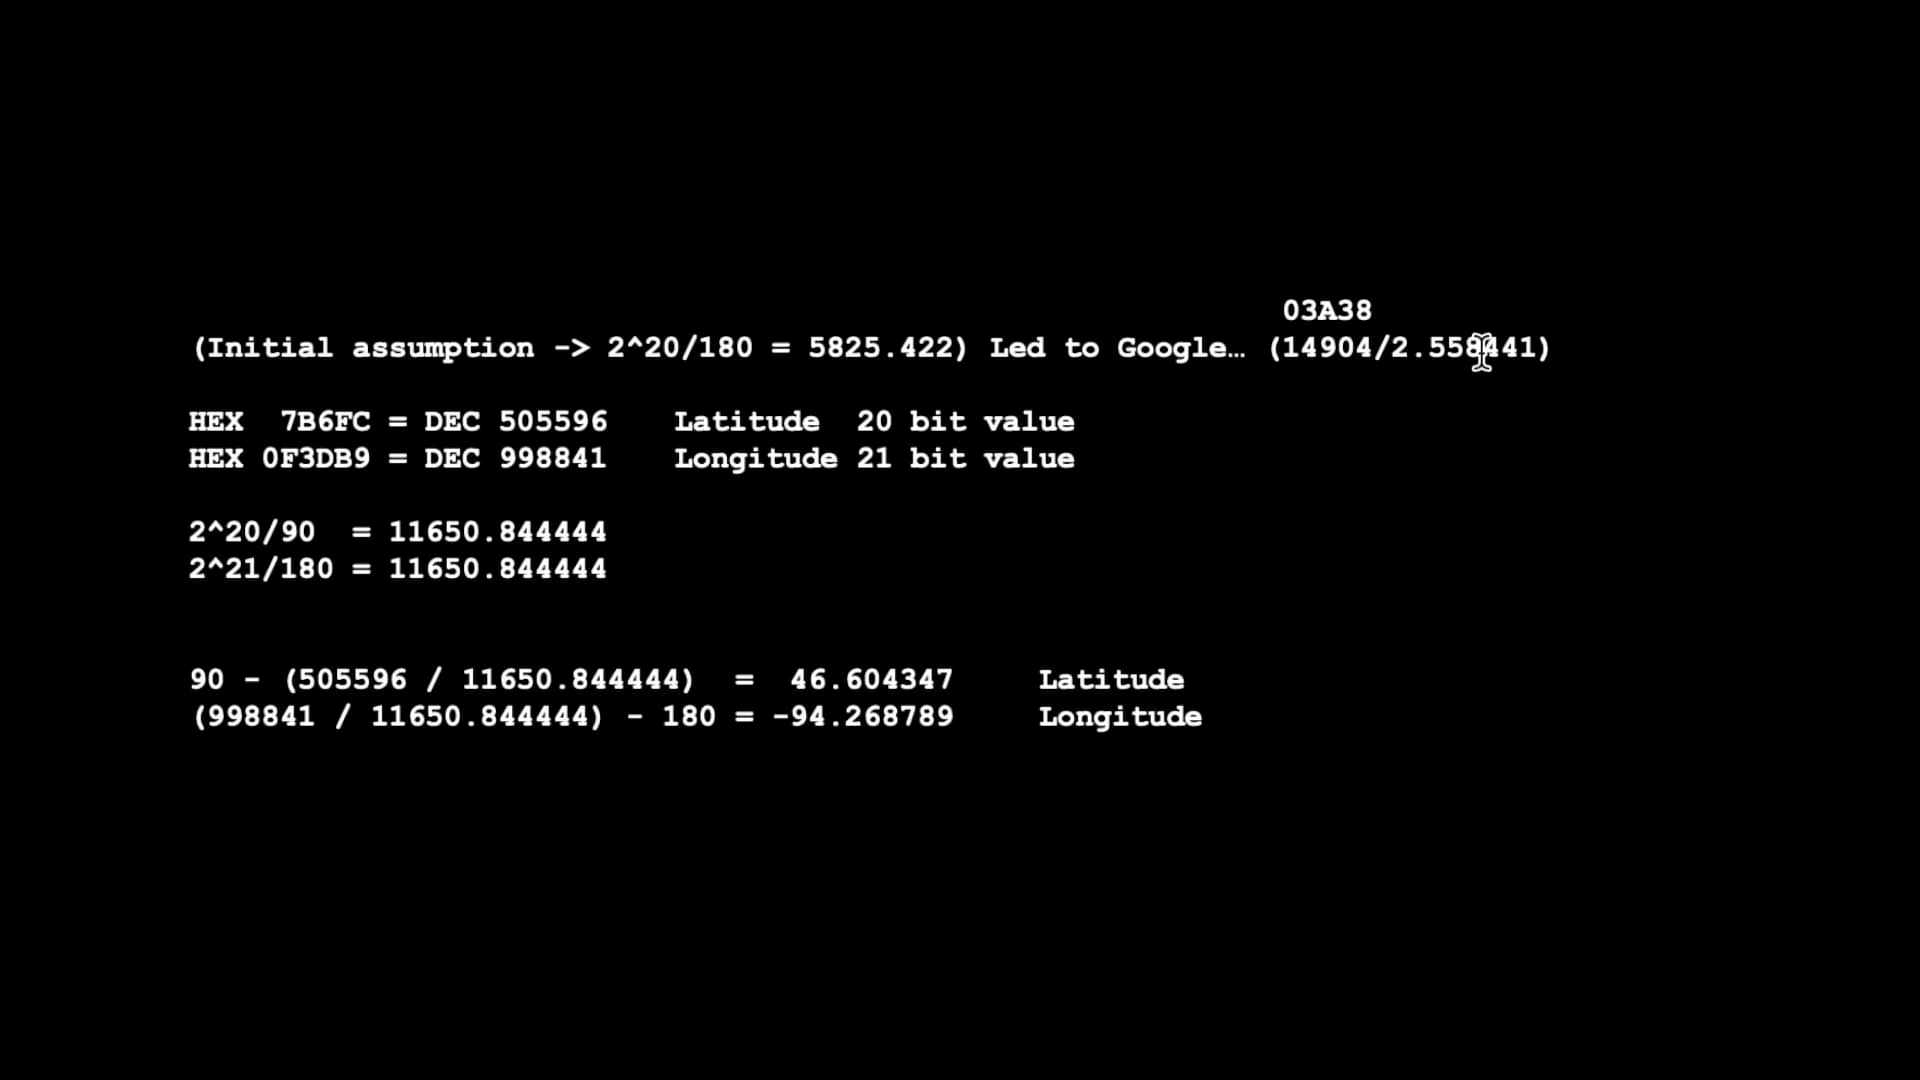 03A38
(Initial assumption -> 2^20/180 = 5825.422) Led to Google… (14904/2.558441)
HEX 7B6FC = DEC 505596 Latitude 20 bit value
HEX 0F3DB9 = DEC 998841 Longitude 21 bit value
2^20/90 = 11650.844444
2^21/180 = 11650.844444
90 - (505596 / 11650.844444) = 46.604347 Latitude
(998841 / 11650.844444) - 180 = -94.268789 Longitude